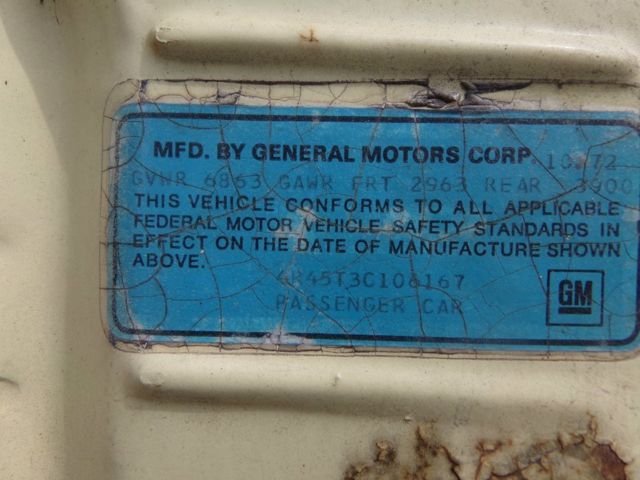 MFD. BY GENERAL MOTORS CORP. 10/72
GVWR 6863 GAWR FRT 2963 REAR 3900
THIS VEHICLE CONFORMS TO ALL APPLICABLE
FEDERAL MOTOR VEHICLE SAFETY STANDARDS IN
EFFECT ON THE DATE OF MANUFACTURE SHOWN
ABOVE.
4R45T3C106167
PASSENGER CAR
GM